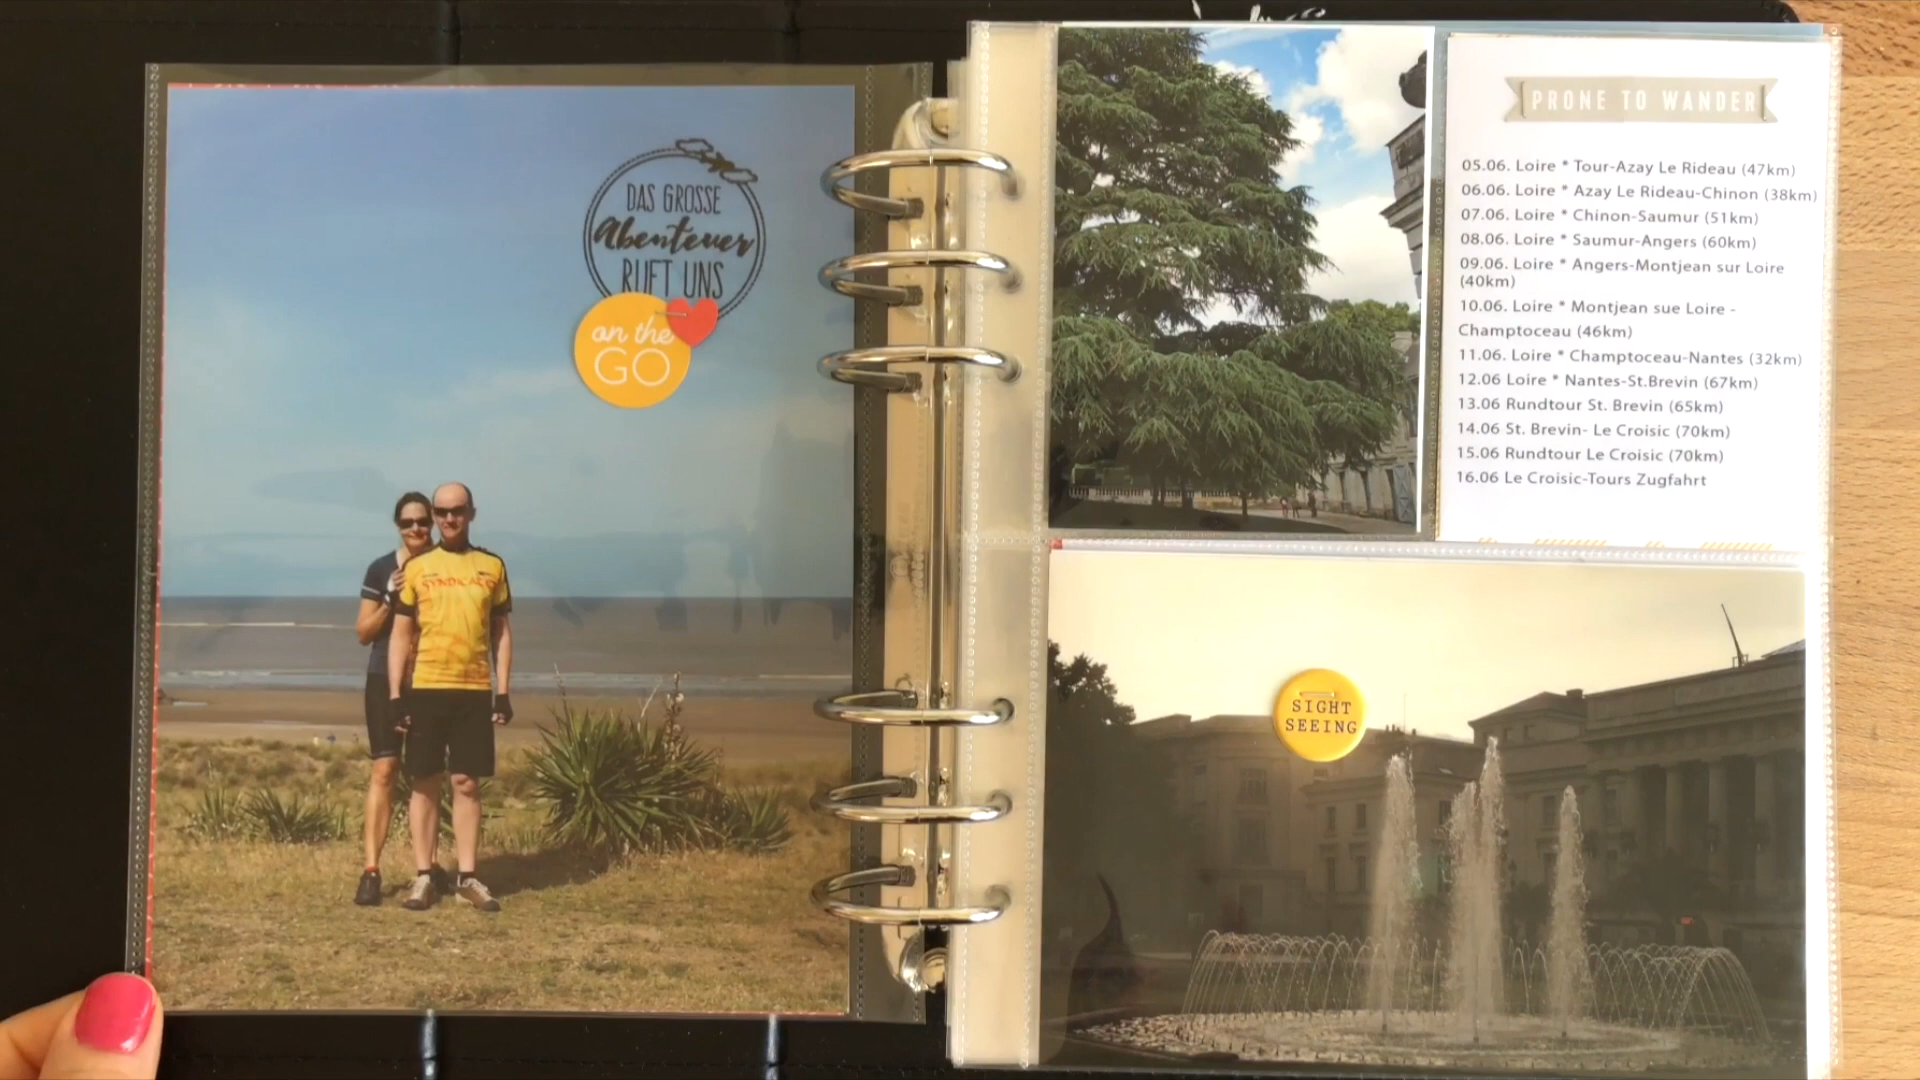 DAS GROSSE
Abenteuer
RUFT UNS
on the
GO
SYNDICATE
PRONE TO WANDER
05.06. Loire * Tour-Azay Le Rideau (47km)
06.06. Loire * Azay Le Rideau-Chinon (38km)
07.06. Loire * Chinon-Saumur (51km)
08.06. Loire * Saumur-Angers (60km)
09.06. Loire * Angers-Montjean sur Loire
(40km)
10.06. Loire * Montjean sue Loire -
Champtoceau (46km)
11.06. Loire * Champtoceau-Nantes (32km)
12.06 Loire * Nantes-St.Brevin (67km)
13.06 Rundtour St. Brevin (65km)
14.06 St. Brevin- Le Croisic (70km)
15.06 Rundtour Le Croisic (70km)
16.06 Le Croisic-Tours Zugfahrt
SIGHT
SEEING